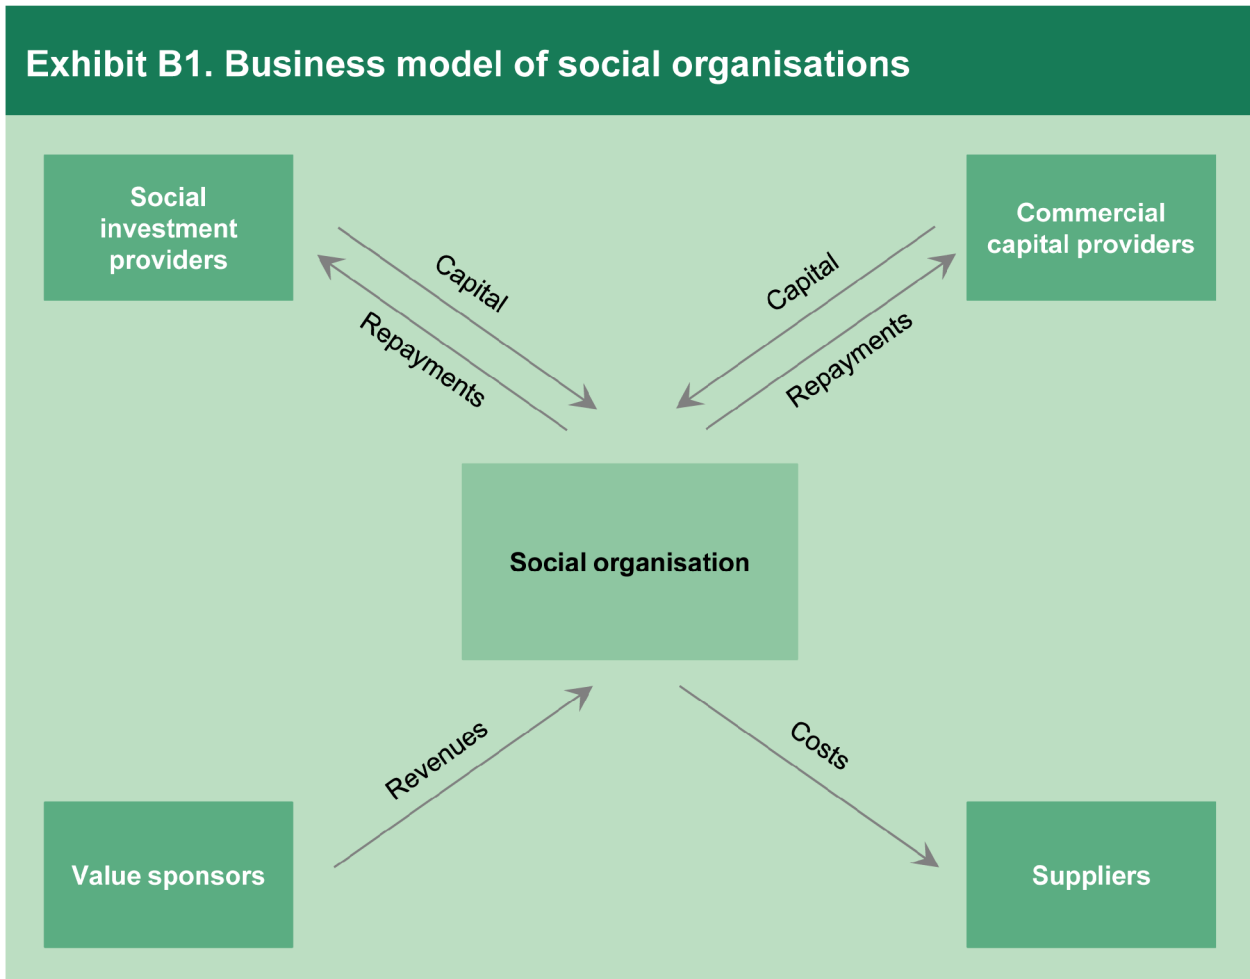 Exhibit B1. Business model of social organisations
Social
investment
providers
Commercial
capital providers
Capital
Repayments
Capital
Repayments
Social organisation
Revenues
Costs
Value sponsors
Suppliers